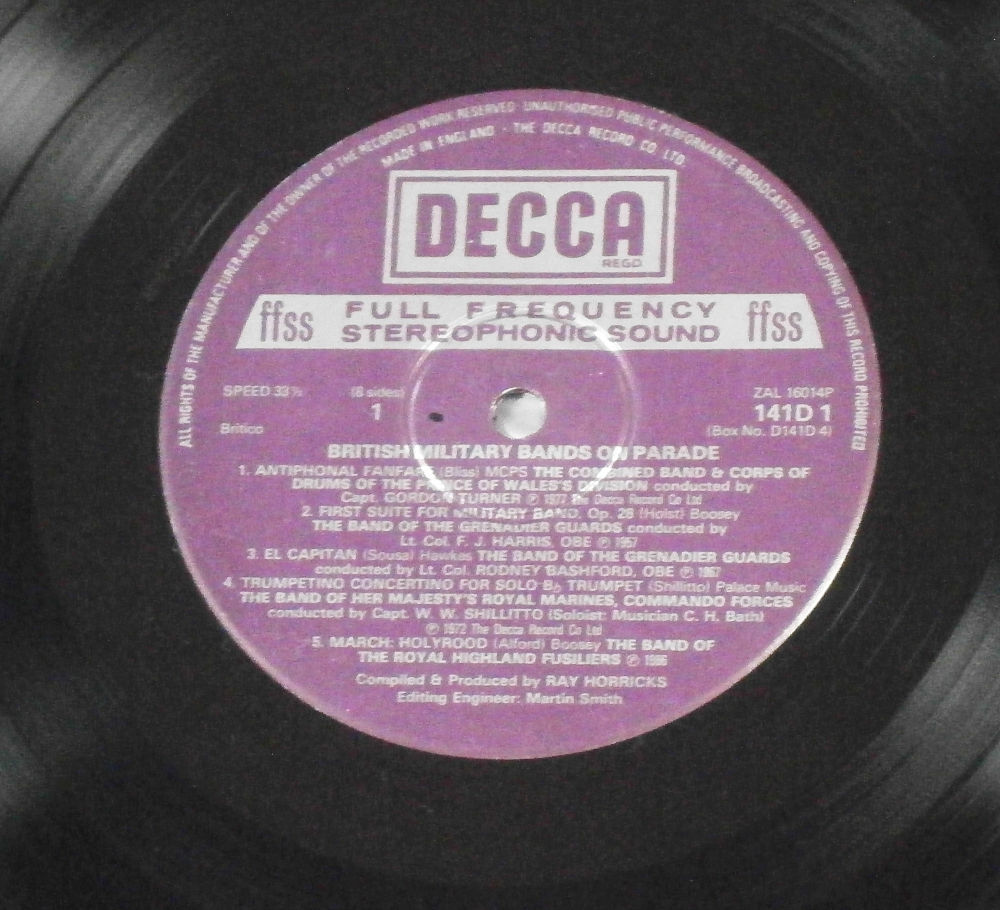 ALL RIGHTS OF THE MANUFACTURER AND OF THE OWNER OF THE RECORDED WORK RESERVED · UNAUTHORISED PUBLIC PERFORMANCE BROADCASTING AND COPYING OF THIS RECORD PROHIBITED
MADE IN ENGLAND - THE DECCA RECORD CO LTD.
DECCA
REGD
ffss FULL FREQUENCY STEREOPHONIC SOUND ffss
SPEED 33⅓ (8 sides) ZAL 16014P
1 141D 1
Britico (Box No. D141D 4)
BRITISH MILITARY BANDS ON PARADE
1. ANTIPHONAL FANFARE (Bliss) MCPS THE COMBINED BAND & CORPS OF
DRUMS OF THE PRINCE OF WALES'S DIVISION conducted by
Capt. GORDON TURNER ℗ 1977 The Decca Record Co Ltd
2. FIRST SUITE FOR MILITARY BAND, Op. 28 (Holst) Boosey
THE BAND OF THE GRENADIER GUARDS conducted by
Lt. Col. F. J. HARRIS, OBE ℗ 1957
3. EL CAPITAN (Sousa) Hawkes THE BAND OF THE GRENADIER GUARDS
conducted by Lt. Col. RODNEY BASHFORD, OBE ℗ 1967
4. TRUMPETINO CONCERTINO FOR SOLO B♭ TRUMPET (Shillitto) Palace Music
THE BAND OF HER MAJESTY'S ROYAL MARINES, COMMANDO FORCES
conducted by Capt. W. W. SHILLITTO (Soloist: Musician C. H. Bath)
℗ 1972 The Decca Record Co Ltd
5. MARCH: HOLYROOD (Alford) Boosey THE BAND OF
THE ROYAL HIGHLAND FUSILIERS ℗
Compiled & Produced by RAY HORRICKS
Editing Engineer: Martin Smith